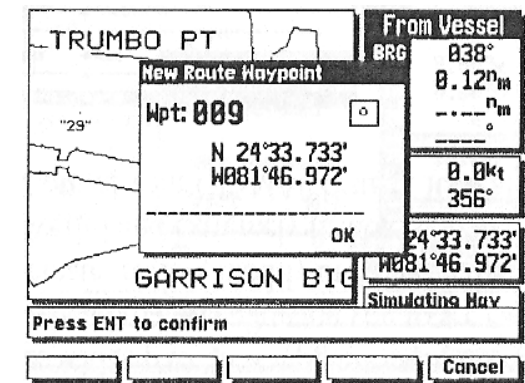 TRUMBO PT
"29"
GARRISON BIG
New Route Waypoint
Wpt: 009
N 24°33.733'
W081°46.972'
OK
From Vessel
BRG 038°
0.12nm
_.__nm
___°
0.0kt
356°
24°33.733'
W081°46.972'
Simulating Nav
Press ENT to confirm
Cancel